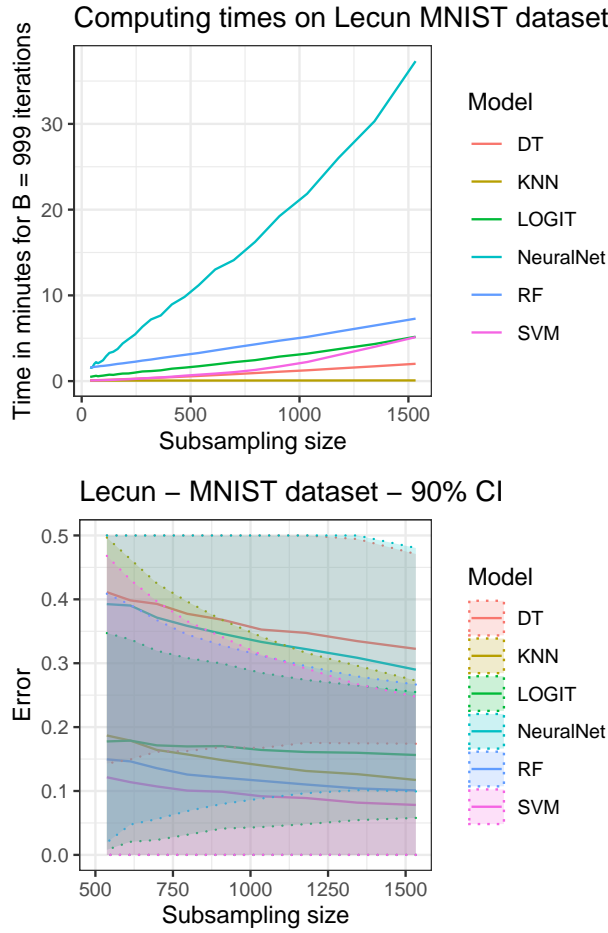 Computing times on Lecun MNIST dataset
Time in minutes for B = 999 iterations
30
20
10
0
0
500
1000
1500
Subsampling size
Model
DT
KNN
LOGIT
NeuralNet
RF
SVM
Lecun − MNIST dataset − 90% CI
Error
0.5
0.4
0.3
0.2
0.1
0.0
500
750
1000
1250
1500
Subsampling size
Model
DT
KNN
LOGIT
NeuralNet
RF
SVM